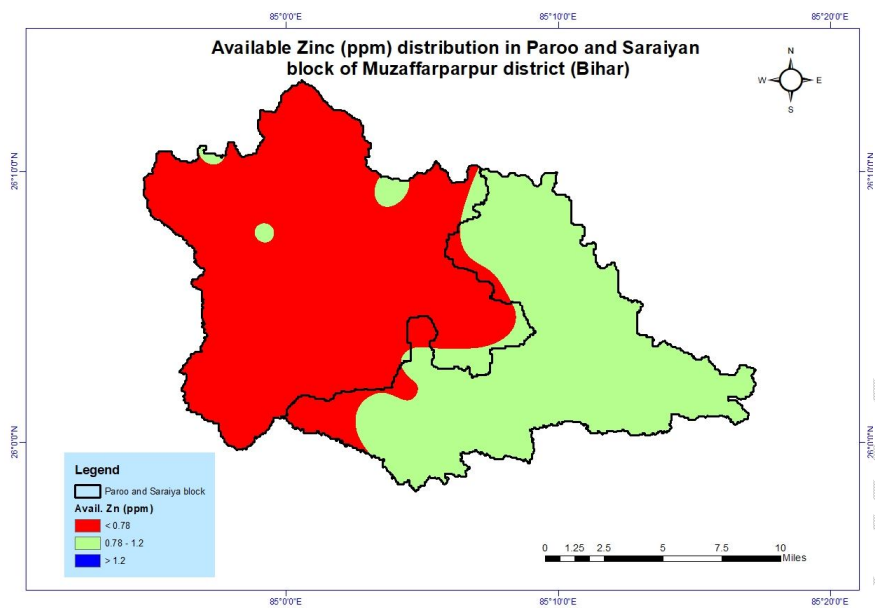 85°0'0"E 85°10'0"E 85°20'0"E
Available Zinc (ppm) distribution in Paroo and Saraiyan
block of Muzaffarparpur district (Bihar)
N
W E
S
26°10'0"N 26°10'0"N
26°0'0"N 26°0'0"N
Legend
Paroo and Saraiya block
Avail. Zn (ppm)
< 0.78
0.78 - 1.2
> 1.2
0 1.25 2.5 5 7.5 10
Miles
85°0'0"E 85°10'0"E 85°20'0"E